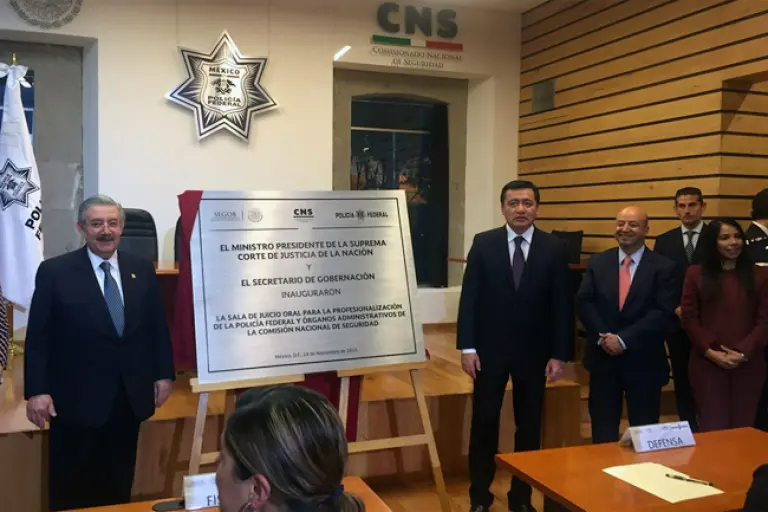 CNS
COMISIONADO NACIONAL
DE SEGURIDAD
MÉXICO
POLICÍA
FEDERAL
SEGOB
CNS
POLICÍA FEDERAL
EL MINISTRO PRESIDENTE DE LA SUPREMA
CORTE DE JUSTICIA DE LA NACIÓN
Y
EL SECRETARIO DE GOBERNACIÓN
INAUGURARON
LA SALA DE JUICIO ORAL PARA LA PROFESIONALIZACIÓN
DE LA POLICÍA FEDERAL Y ÓRGANOS ADMINISTRATIVOS DE
LA COMISIÓN NACIONAL DE SEGURIDAD
DEFENSA
FIS